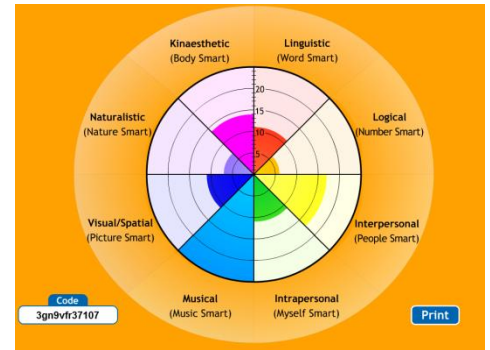 Kinaesthetic
(Body Smart)
Linguistic
(Word Smart)
20
15
10
5
Naturalistic
(Nature Smart)
Logical
(Number Smart)
Visual/Spatial
(Picture Smart)
Interpersonal
(People Smart)
Musical
(Music Smart)
Intrapersonal
(Myself Smart)
Code
3gn9vfr37107
Print